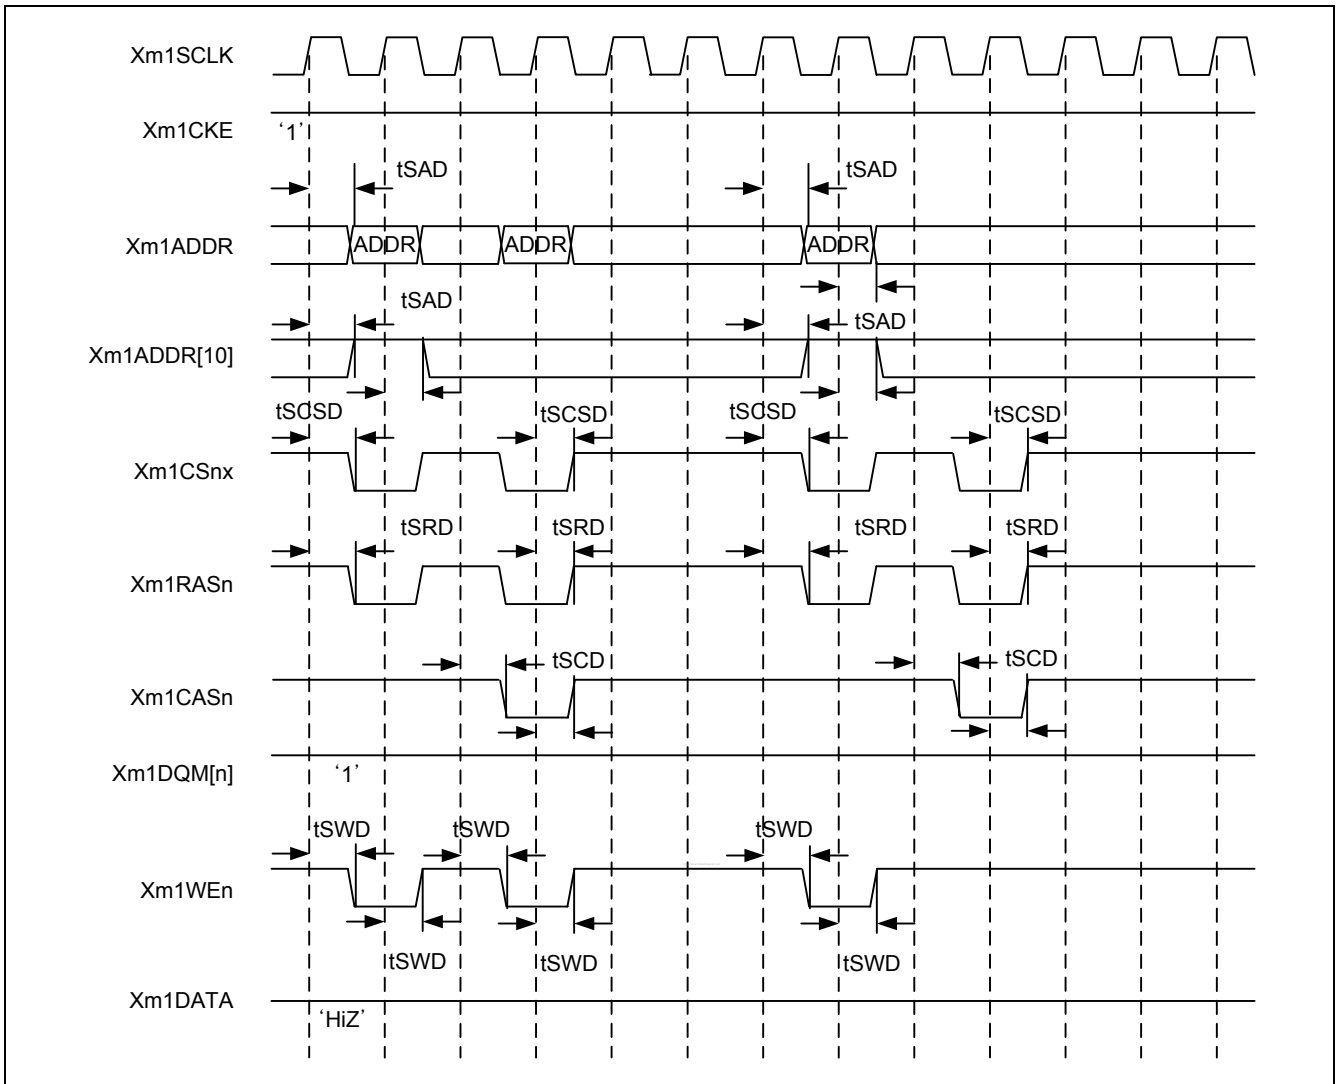 Xm1SCLK
Xm1CKE
‘1’
tSAD
tSAD
Xm1ADDR
ADDR
ADDR
ADDR
tSAD
tSAD
Xm1ADDR[10]
tSCSD
tSCSD
tSCSD
tSCSD
Xm1CSnx
tSRD
tSRD
tSRD
tSRD
Xm1RASn
tSCD
tSCD
Xm1CASn
Xm1DQM[n]
‘1’
tSWD
tSWD
tSWD
Xm1WEn
tSWD
tSWD
tSWD
Xm1DATA
‘HiZ’